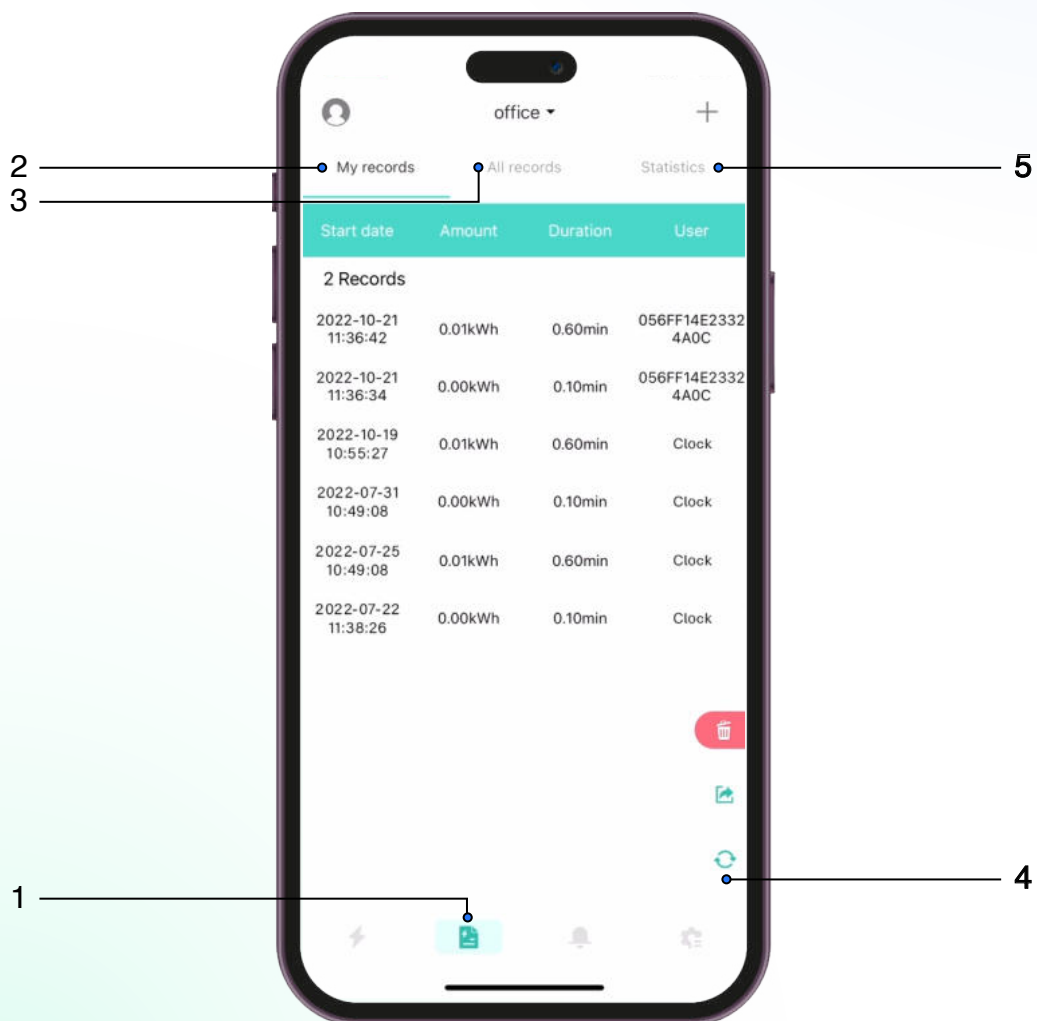 office
2
My records
All records
Statistics
5
3
Start date Amount Duration User
2 Records
2022-10-21
11:36:42
0.01kWh
0.60min
056FF14E2332
4A0C
2022-10-21
11:36:34
0.00kWh
0.10min
056FF14E2332
4A0C
2022-10-19
10:55:27
0.01kWh
0.60min
Clock
2022-07-31
10:49:08
0.00kWh
0.10min
Clock
2022-07-25
10:49:08
0.01kWh
0.60min
Clock
2022-07-22
11:38:26
0.00kWh
0.10min
Clock
4
1